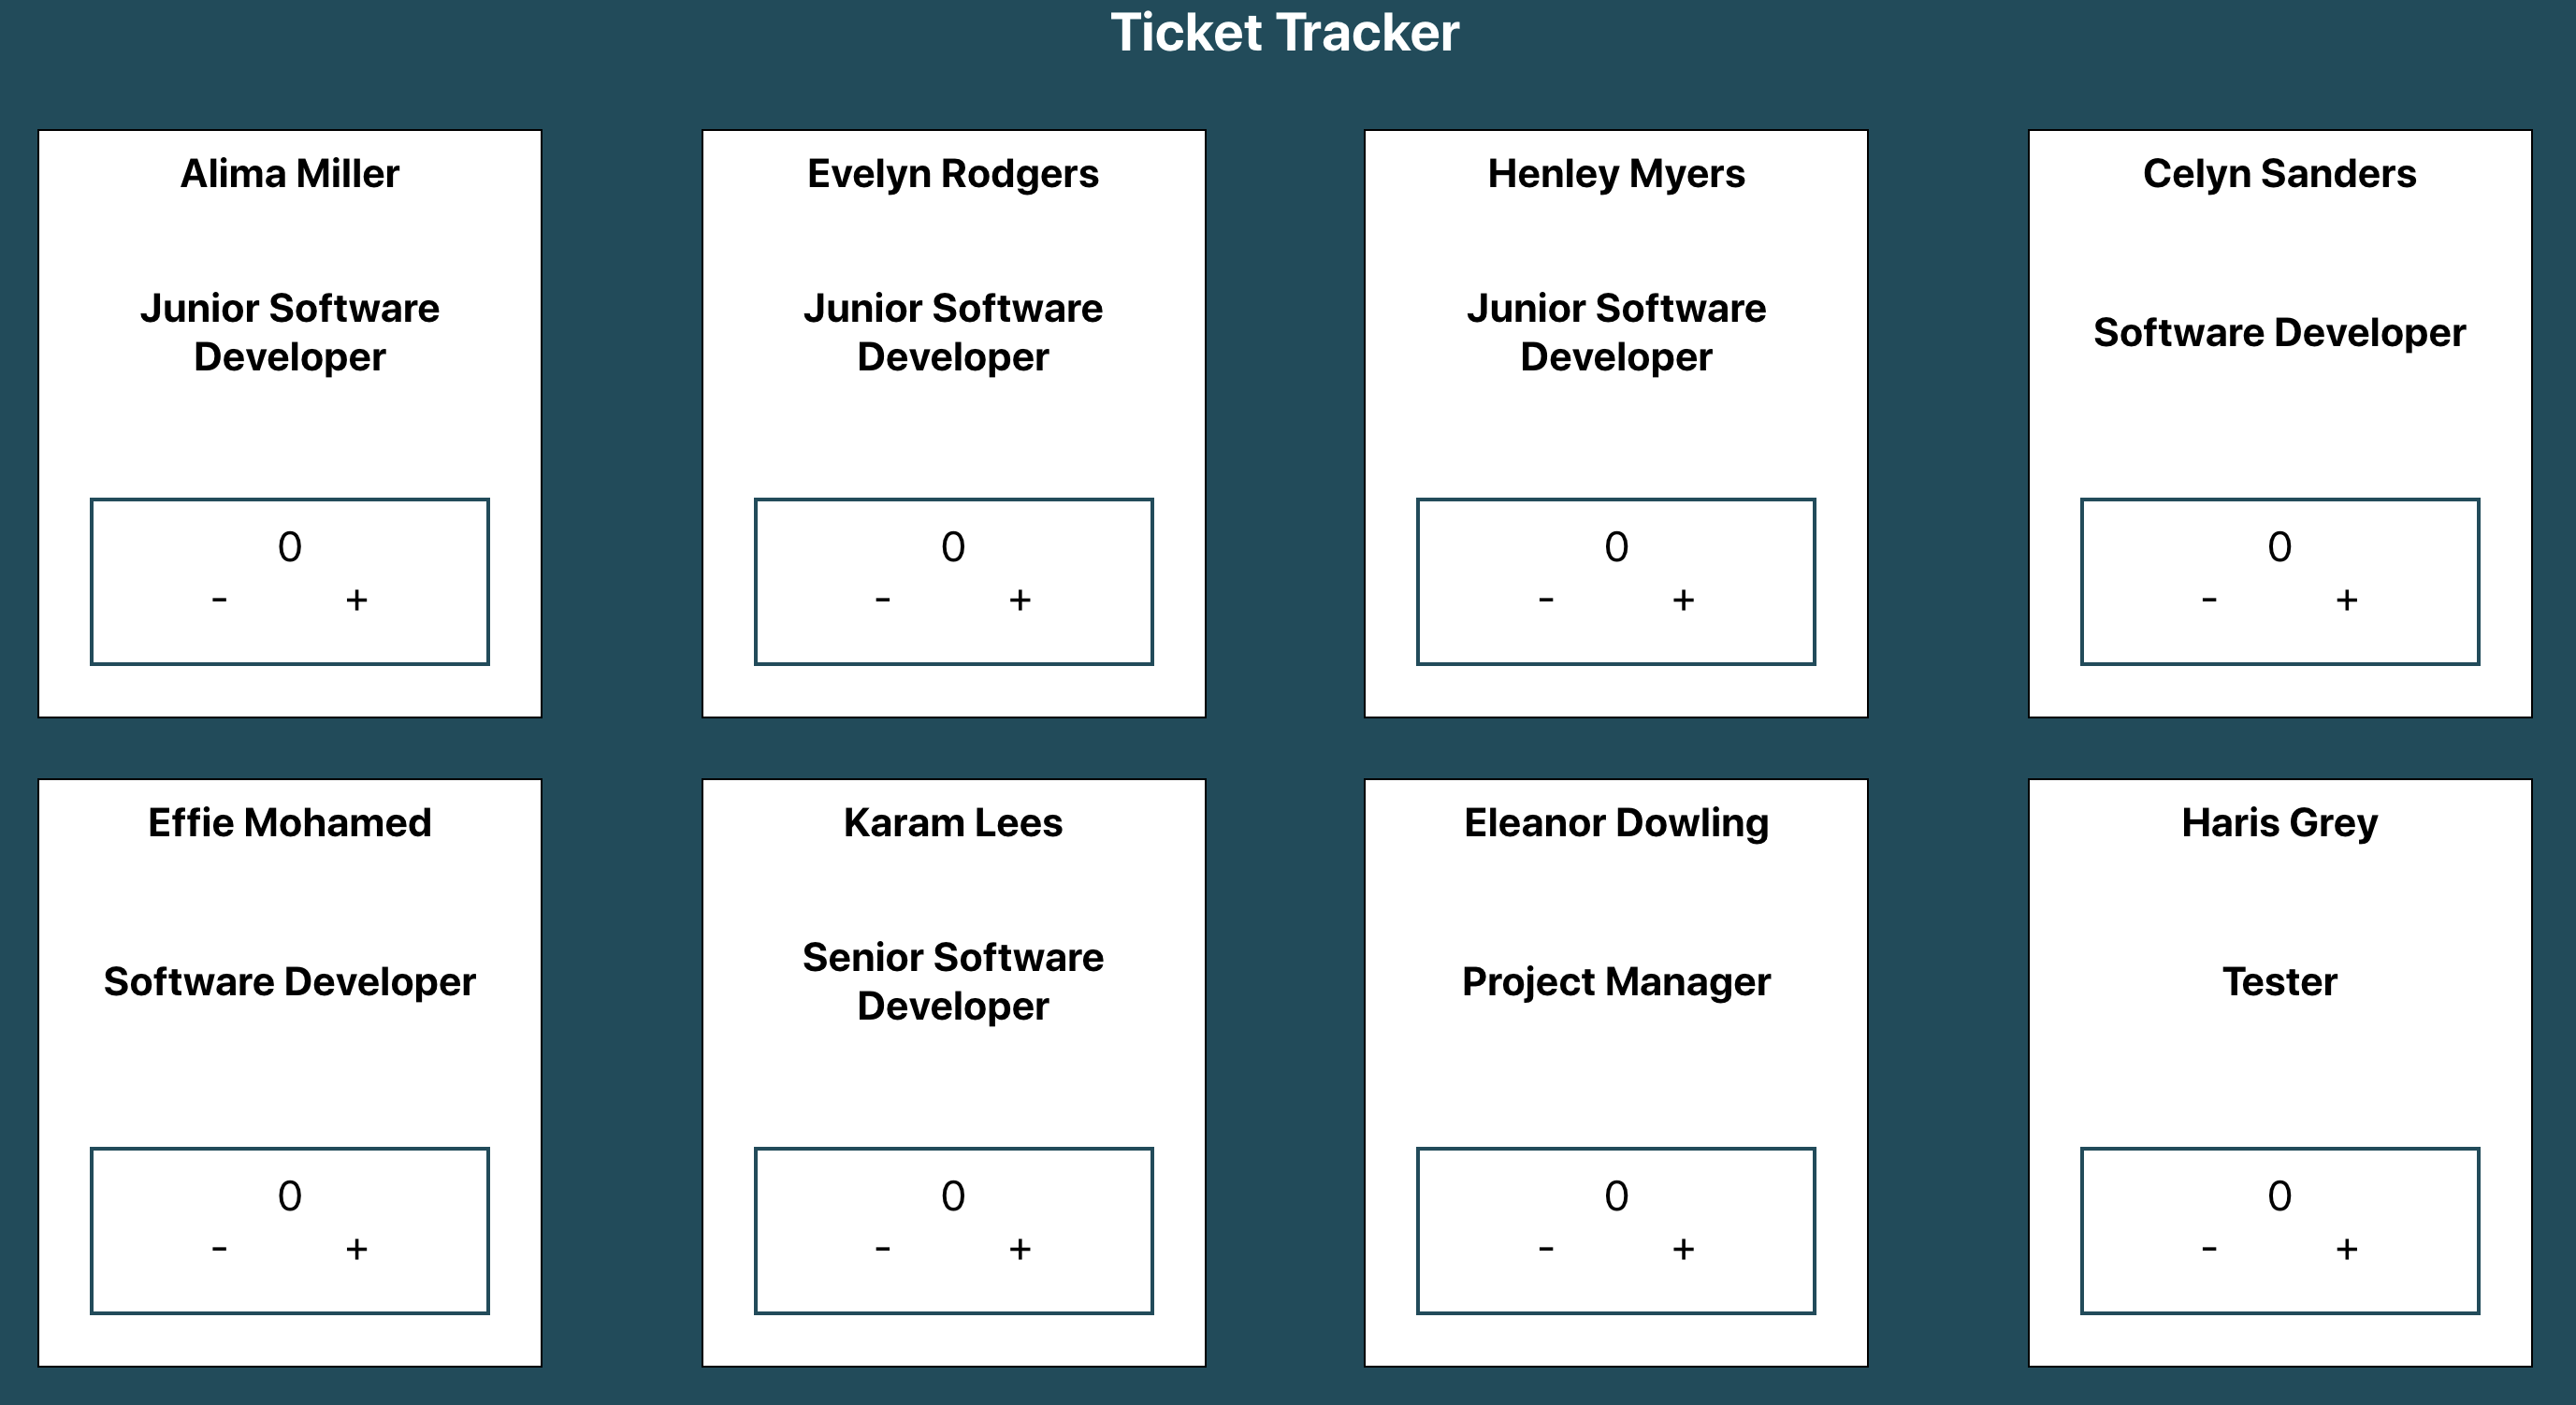 Ticket Tracker
Alima Miller
Junior Software
Developer
0
- +
Evelyn Rodgers
Junior Software
Developer
0
- +
Henley Myers
Junior Software
Developer
0
- +
Celyn Sanders
Software Developer
0
- +
Effie Mohamed
Software Developer
0
- +
Karam Lees
Senior Software
Developer
0
- +
Eleanor Dowling
Project Manager
0
- +
Haris Grey
Tester
0
- +